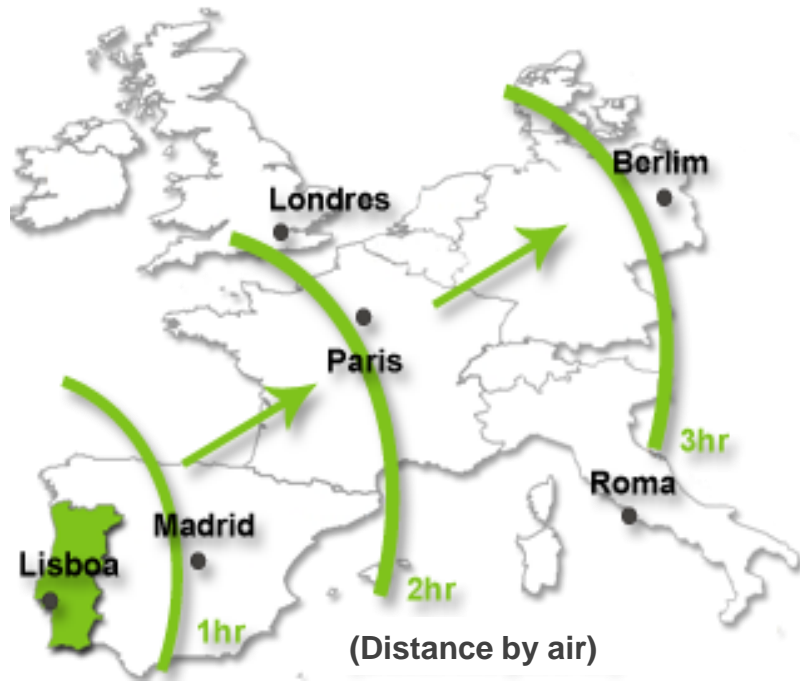 Berlim
Londres
Paris
3hr
Roma
Madrid
Lisboa
2hr
1hr
(Distance by air)